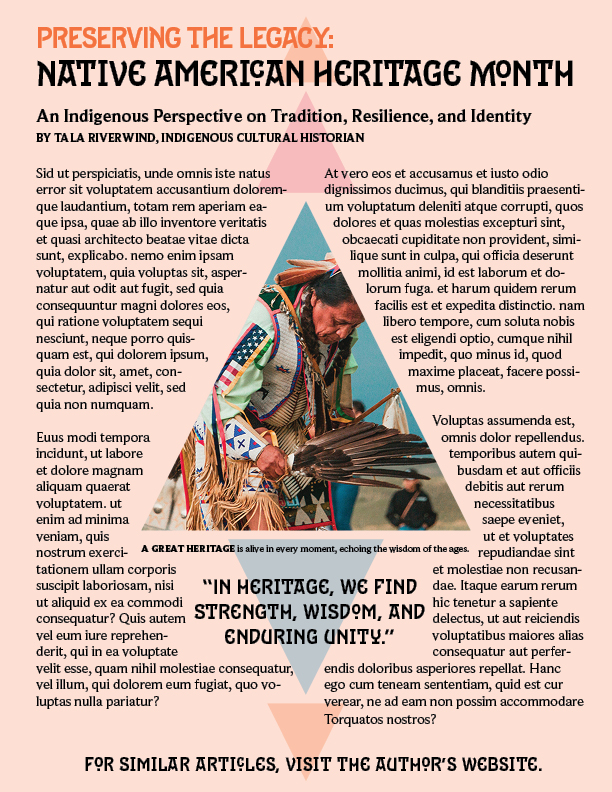 PRESERVING THE LEGACY:
NATIVE AMERICAN HERITAGE MONTH
An Indigenous Perspective on Tradition, Resilience, and Identity
BY TALA RIVERWIND, INDIGENOUS CULTURAL HISTORIAN
Sid ut perspiciatis, unde omnis iste natus
error sit voluptatem accusantium dolorem-
que laudantium, totam rem aperiam ea-
que ipsa, quae ab illo inventore veritatis
et quasi architecto beatae vitae dicta
sunt, explicabo. nemo enim ipsam
voluptatem, quia voluptas sit, asper-
natur aut odit aut fugit, sed quia
consequuntur magni dolores eos,
qui ratione voluptatem sequi
nesciunt, neque porro quis-
quam est, qui dolorem ipsum,
quia dolor sit, amet, con-
sectetur, adipisci velit, sed
quia non numquam.
Euus modi tempora
incidunt, ut labore
et dolore magnam
aliquam quaerat
voluptatem. ut
enim ad minima
veniam, quis
nostrum exerci-
tationem ullam corporis
suscipit laboriosam, nisi
ut aliquid ex ea commodi
consequatur? Quis autem
vel eum iure reprehen-
derit, qui in ea voluptate
velit esse, quam nihil molestiae consequatur,
vel illum, qui dolorem eum fugiat, quo vo-
luptas nulla pariatur?
At vero eos et accusamus et iusto odio
dignissimos ducimus, qui blanditiis praesenti-
um voluptatum deleniti atque corrupti, quos
dolores et quas molestias excepturi sint,
obcaecati cupiditate non provident, simi-
lique sunt in culpa, qui officia deserunt
mollitia animi, id est laborum et do-
lorum fuga. et harum quidem rerum
facilis est et expedita distinctio. nam
libero tempore, cum soluta nobis
est eligendi optio, cumque nihil
impedit, quo minus id, quod
maxime placeat, facere possi-
mus, omnis.
Voluptas assumenda est,
omnis dolor repellendus.
temporibus autem qui-
busdam et aut officiis
debitis aut rerum
necessitatibus
saepe eveniet,
ut et voluptates
repudiandae sint
et molestiae non recusan-
dae. Itaque earum rerum
hic tenetur a sapiente
delectus, ut aut reiciendis
voluptatibus maiores alias
consequatur aut perfer-
endis doloribus asperiores repellat. Hanc
ego cum teneam sententiam, quid est cur
verear, ne ad eam non possim accommodare
Torquatos nostros?
A GREAT HERITAGE is alive in every moment, echoing the wisdom of the ages.
"IN HERITAGE, WE FIND
STRENGTH, WISDOM, AND
ENDURING UNITY."
FOR SIMILAR ARTICLES, VISIT THE AUTHOR'S WEBSITE.